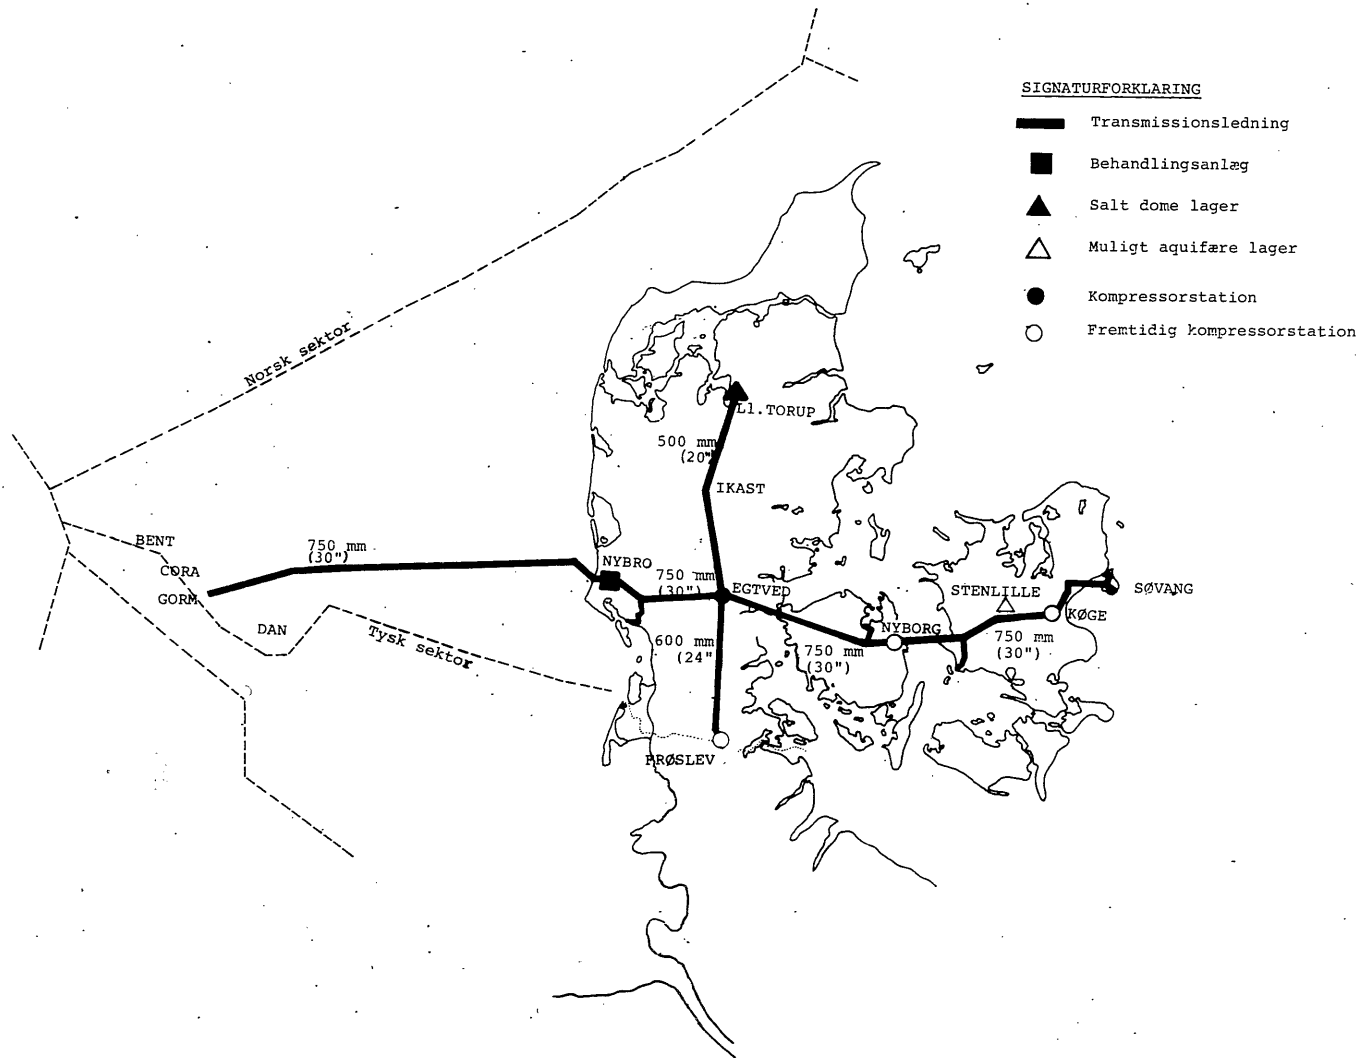 SIGNATURFORKLARING
Transmissionsledning
Behandlingsanlæg
Salt dome lager
Muligt aquifære lager
Kompressorstation
Fremtidig kompressorstation
Norsk sektor
Ll.TORUP
500 mm
(20"
IKAST
BENT
750 mm
(30")
CORA
GORM
NYBRO
750 mm
(30")
EGTVED
DAN
Tysk sektor
600 mm
(24"
STENLILLE
SØVANG
KØGE
NYBORG
750 mm
(30")
750 mm
(30")
FRØSLEV